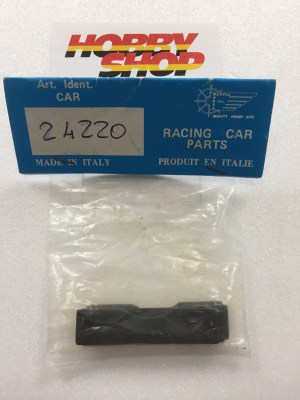 HOBBY
SHOP
Art. Ident.
CAR
24220
RACING CAR
PARTS
MADE IN ITALY
PRODUIT EN ITALIE